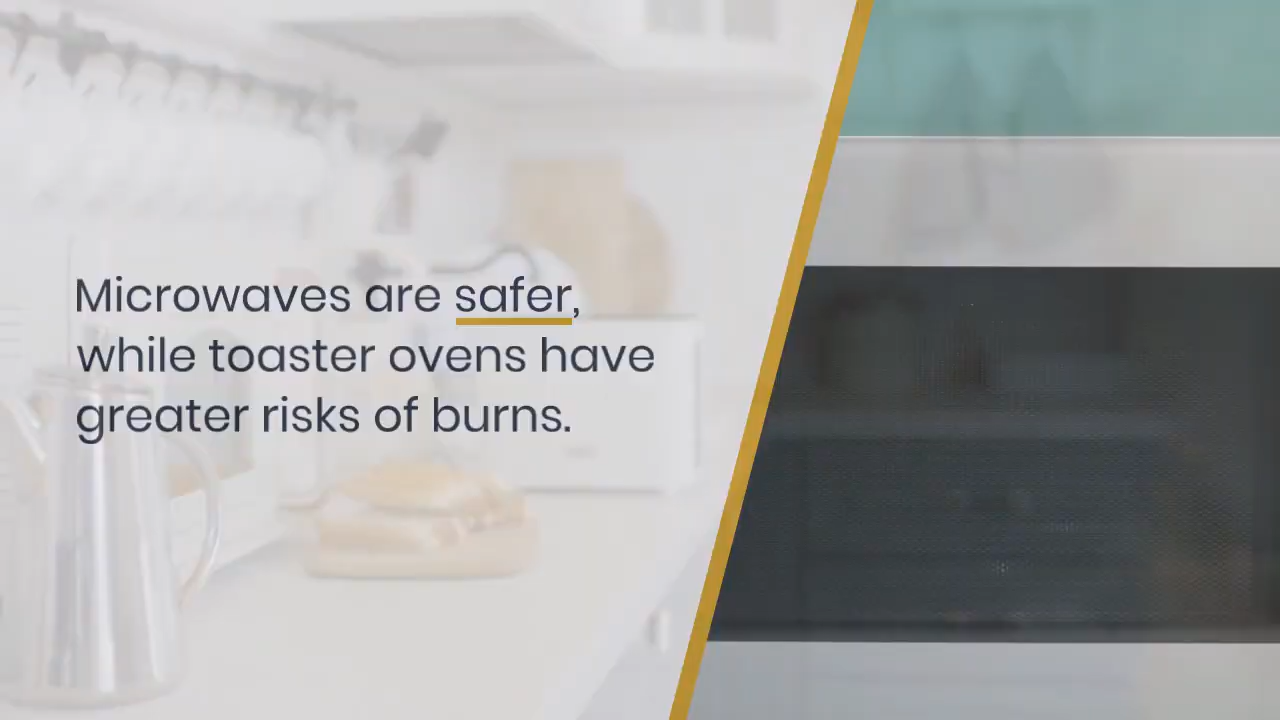 Microwaves are safer,
while toaster ovens have
greater risks of burns.